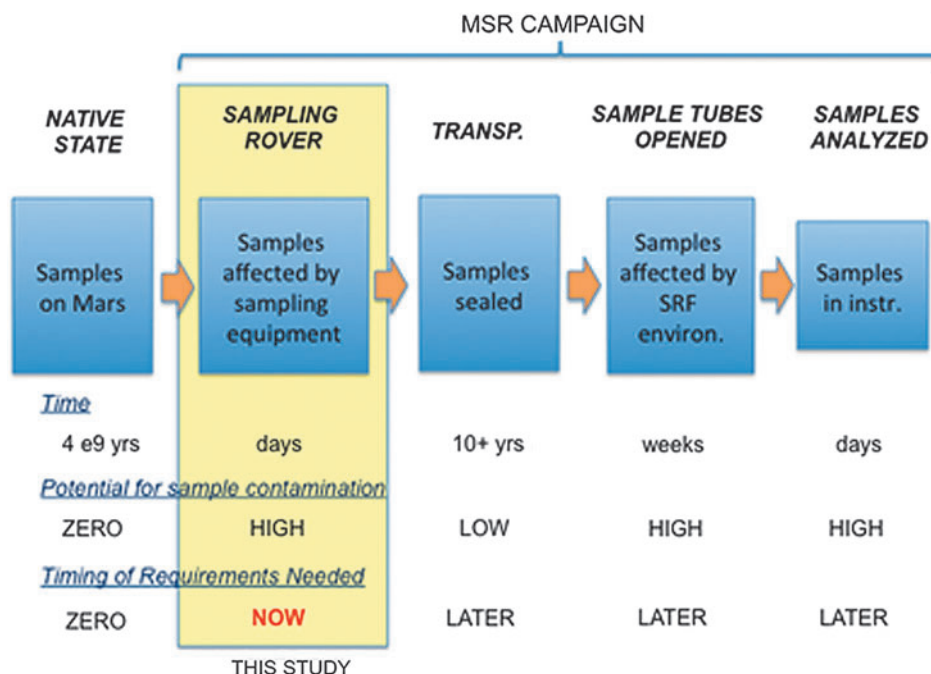 MSR CAMPAIGN
NATIVE
STATE
SAMPLING
ROVER
TRANSP.
SAMPLE TUBES
OPENED
SAMPLES
ANALYZED
Samples
on Mars
Samples
affected by
sampling
equipment
Samples
sealed
Samples
affected by
SRF
environ.
Samples
in instr.
Time
4 e9 yrs
days
10+ yrs
weeks
days
Potential for sample contamination
ZERO
HIGH
LOW
HIGH
HIGH
Timing of Requirements Needed
ZERO
NOW
LATER
LATER
LATER
THIS STUDY